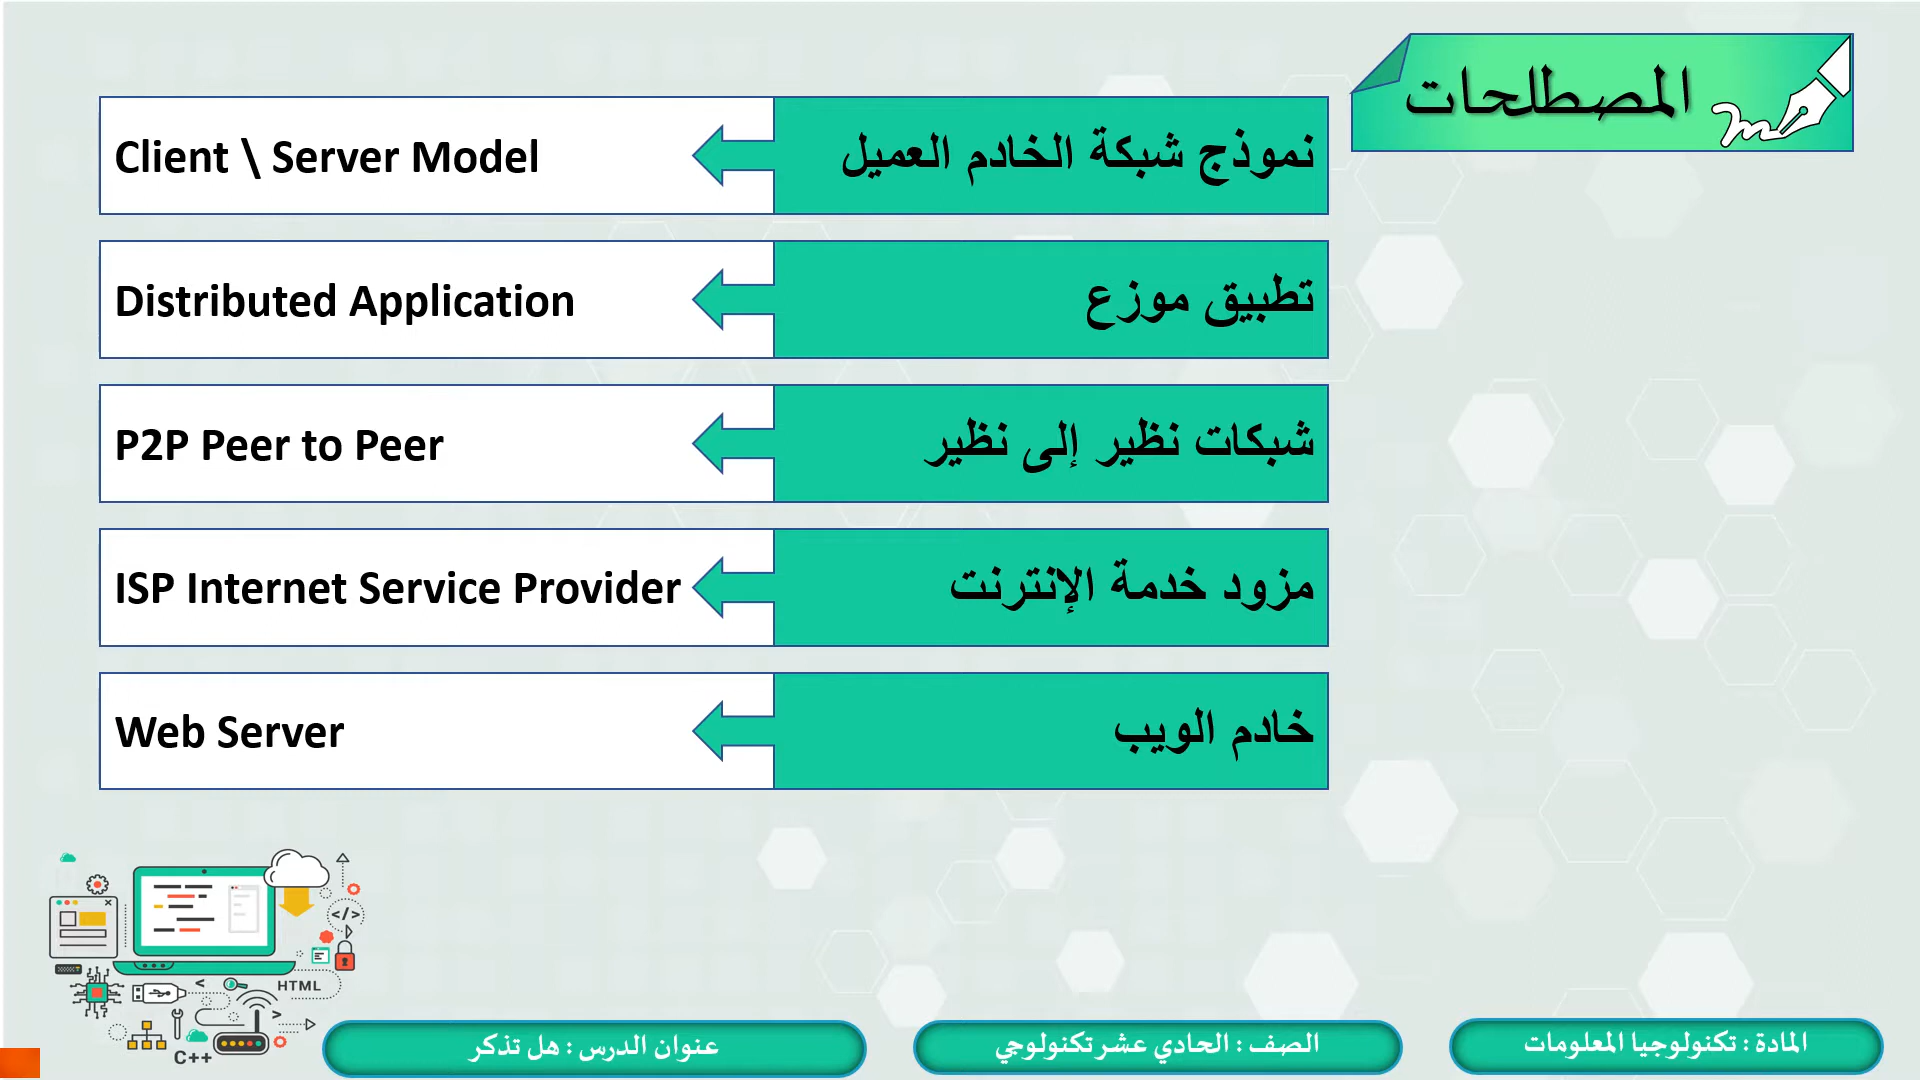 المصطلحات
نموذج شبكة الخادم العميل
Client \ Server Model
تطبيق موزع
Distributed Application
شبكات نظير إلى نظير
P2P Peer to Peer
مزود خدمة الإنترنت
ISP Internet Service Provider
خادم الويب
Web Server
</>
HTML
C++
المادة : تكنولوجيا المعلومات
الصف : الحادي عشر تكنولوجي
عنوان الدرس : هل تذكر